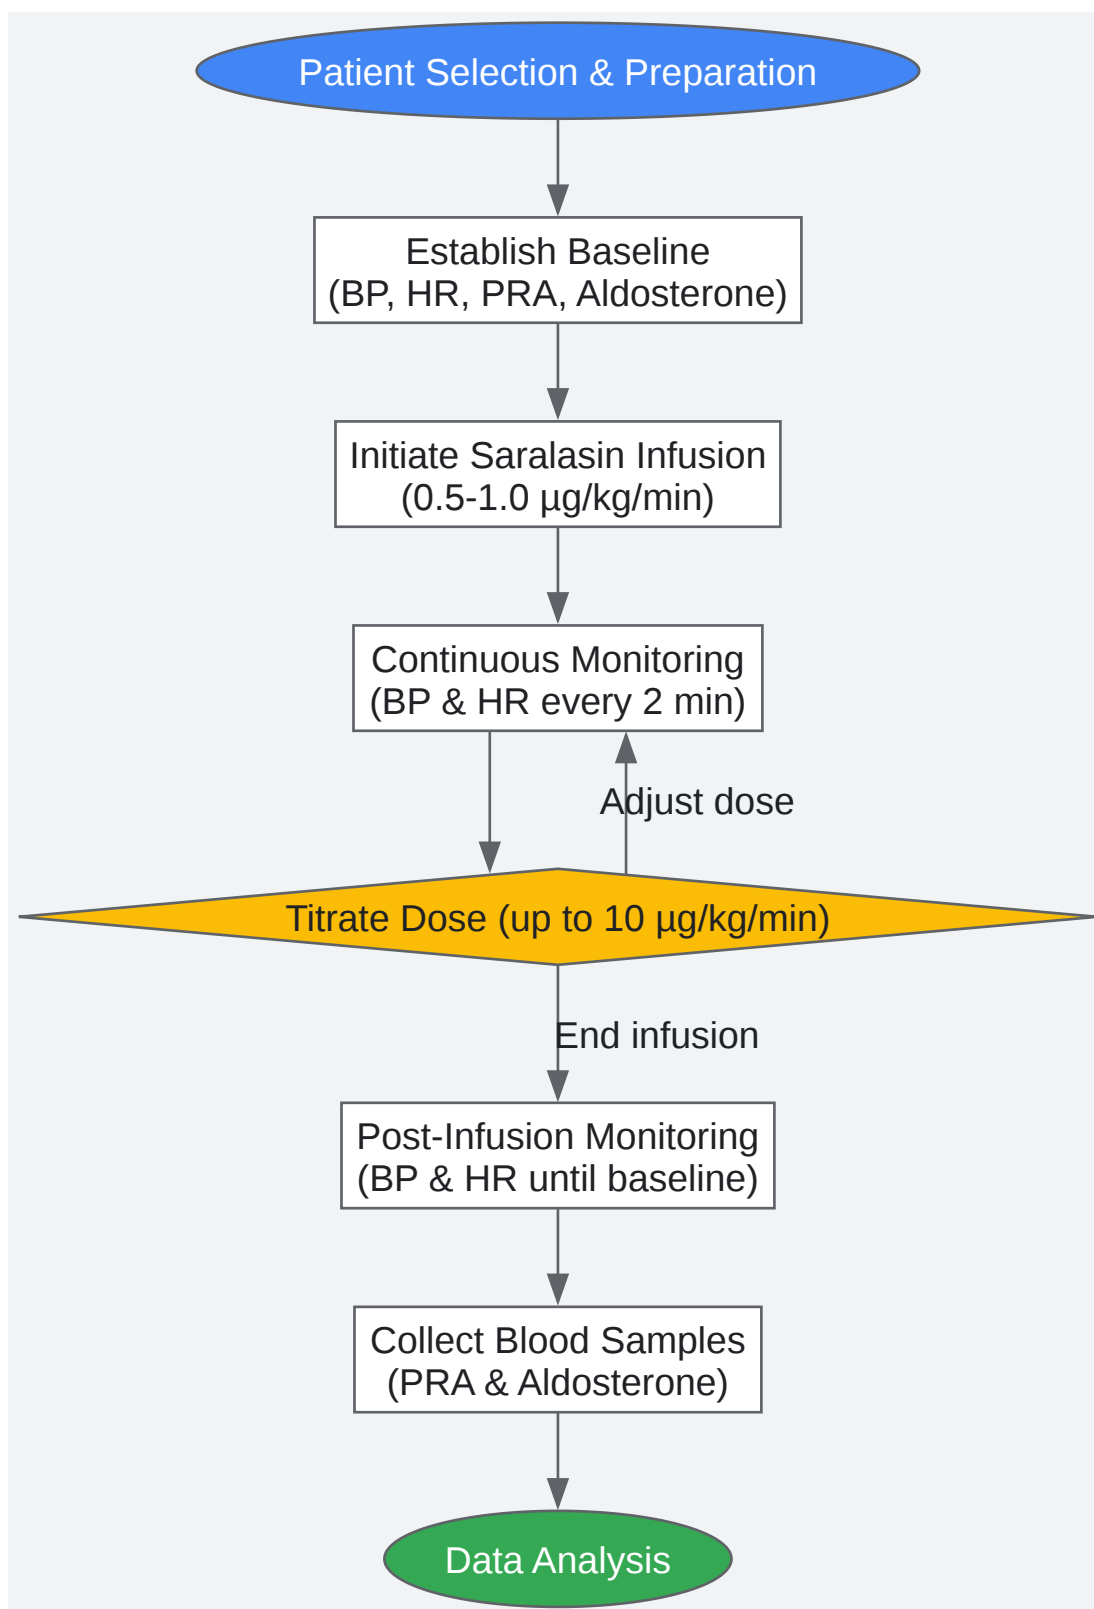 Patient Selection & Preparation
Establish Baseline
(BP, HR, PRA, Aldosterone)
Initiate Saralasin Infusion
(0.5-1.0 µg/kg/min)
Continuous Monitoring
(BP & HR every 2 min)
Adjust dose
Titrate Dose (up to 10 µg/kg/min)
End infusion
Post-Infusion Monitoring
(BP & HR until baseline)
Collect Blood Samples
(PRA & Aldosterone)
Data Analysis